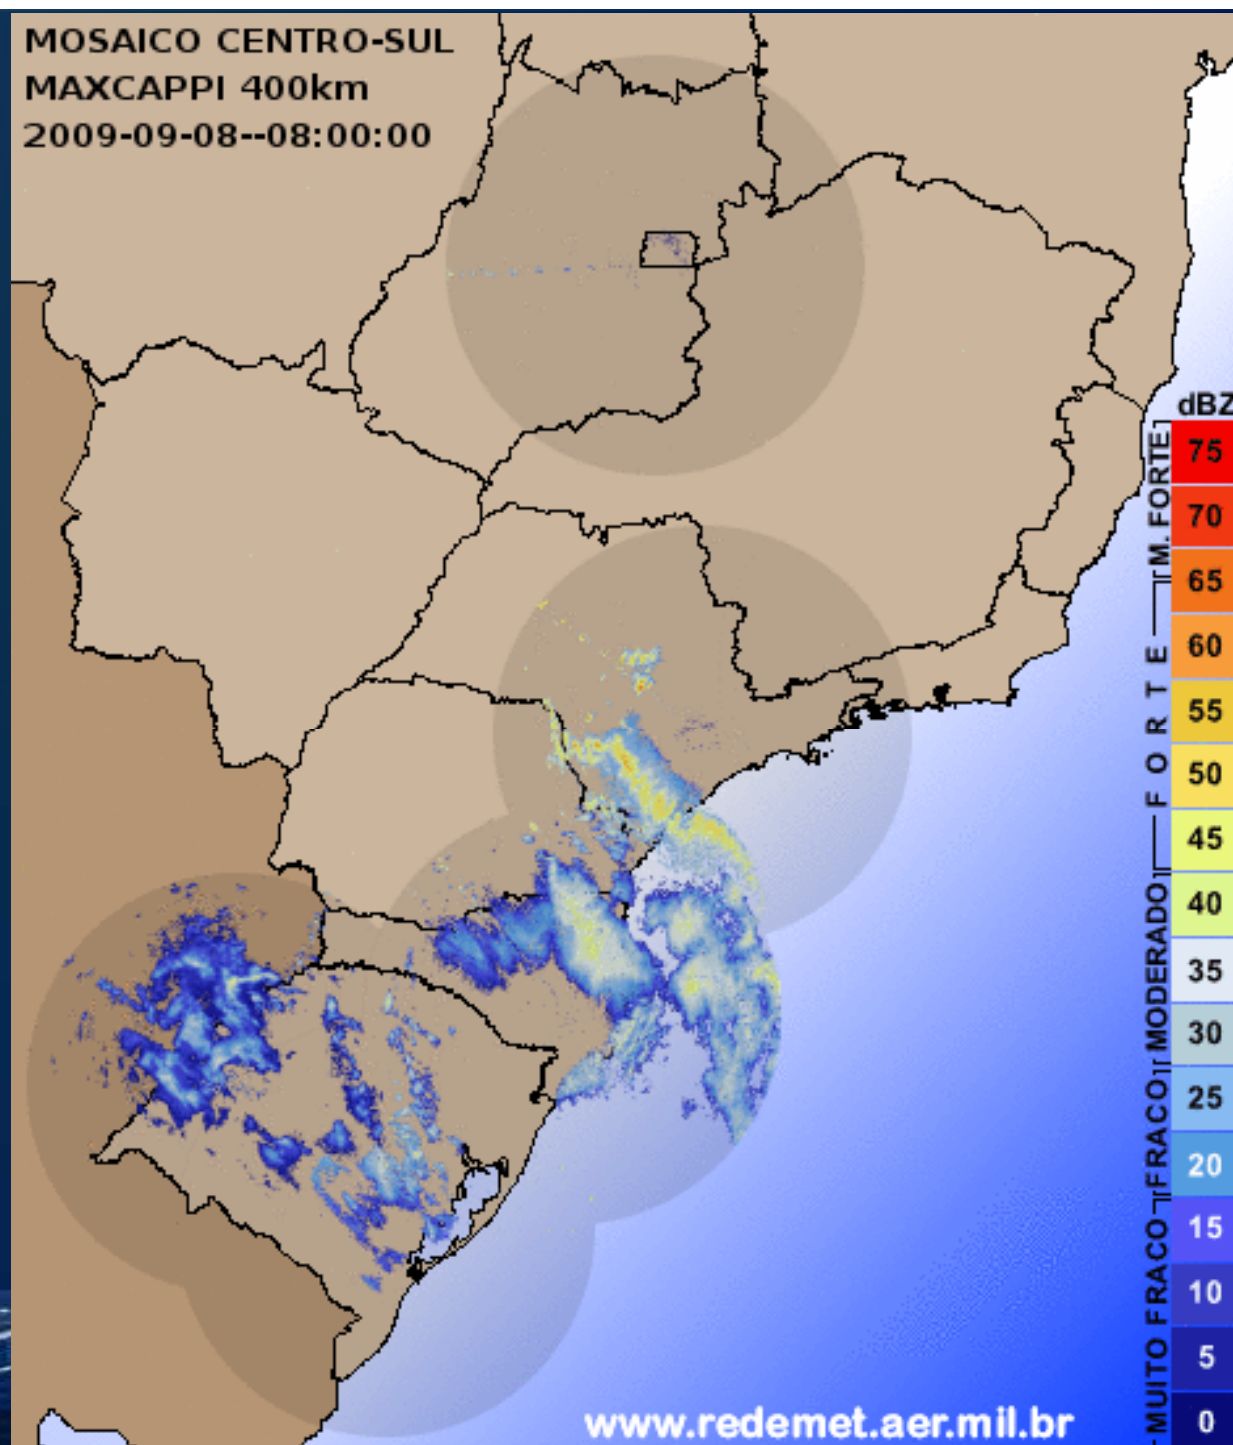 MOSAICO CENTRO-SUL
MAXCAPPI 400km
2009-09-08--08:00:00
dBZ
75
70
65
60
55
50
45
40
35
30
25
20
15
10
5
0
M. FORTE
FORTE
MODERADO
FRACO
MUITO FRACO
www.redemet.aer.mil.br